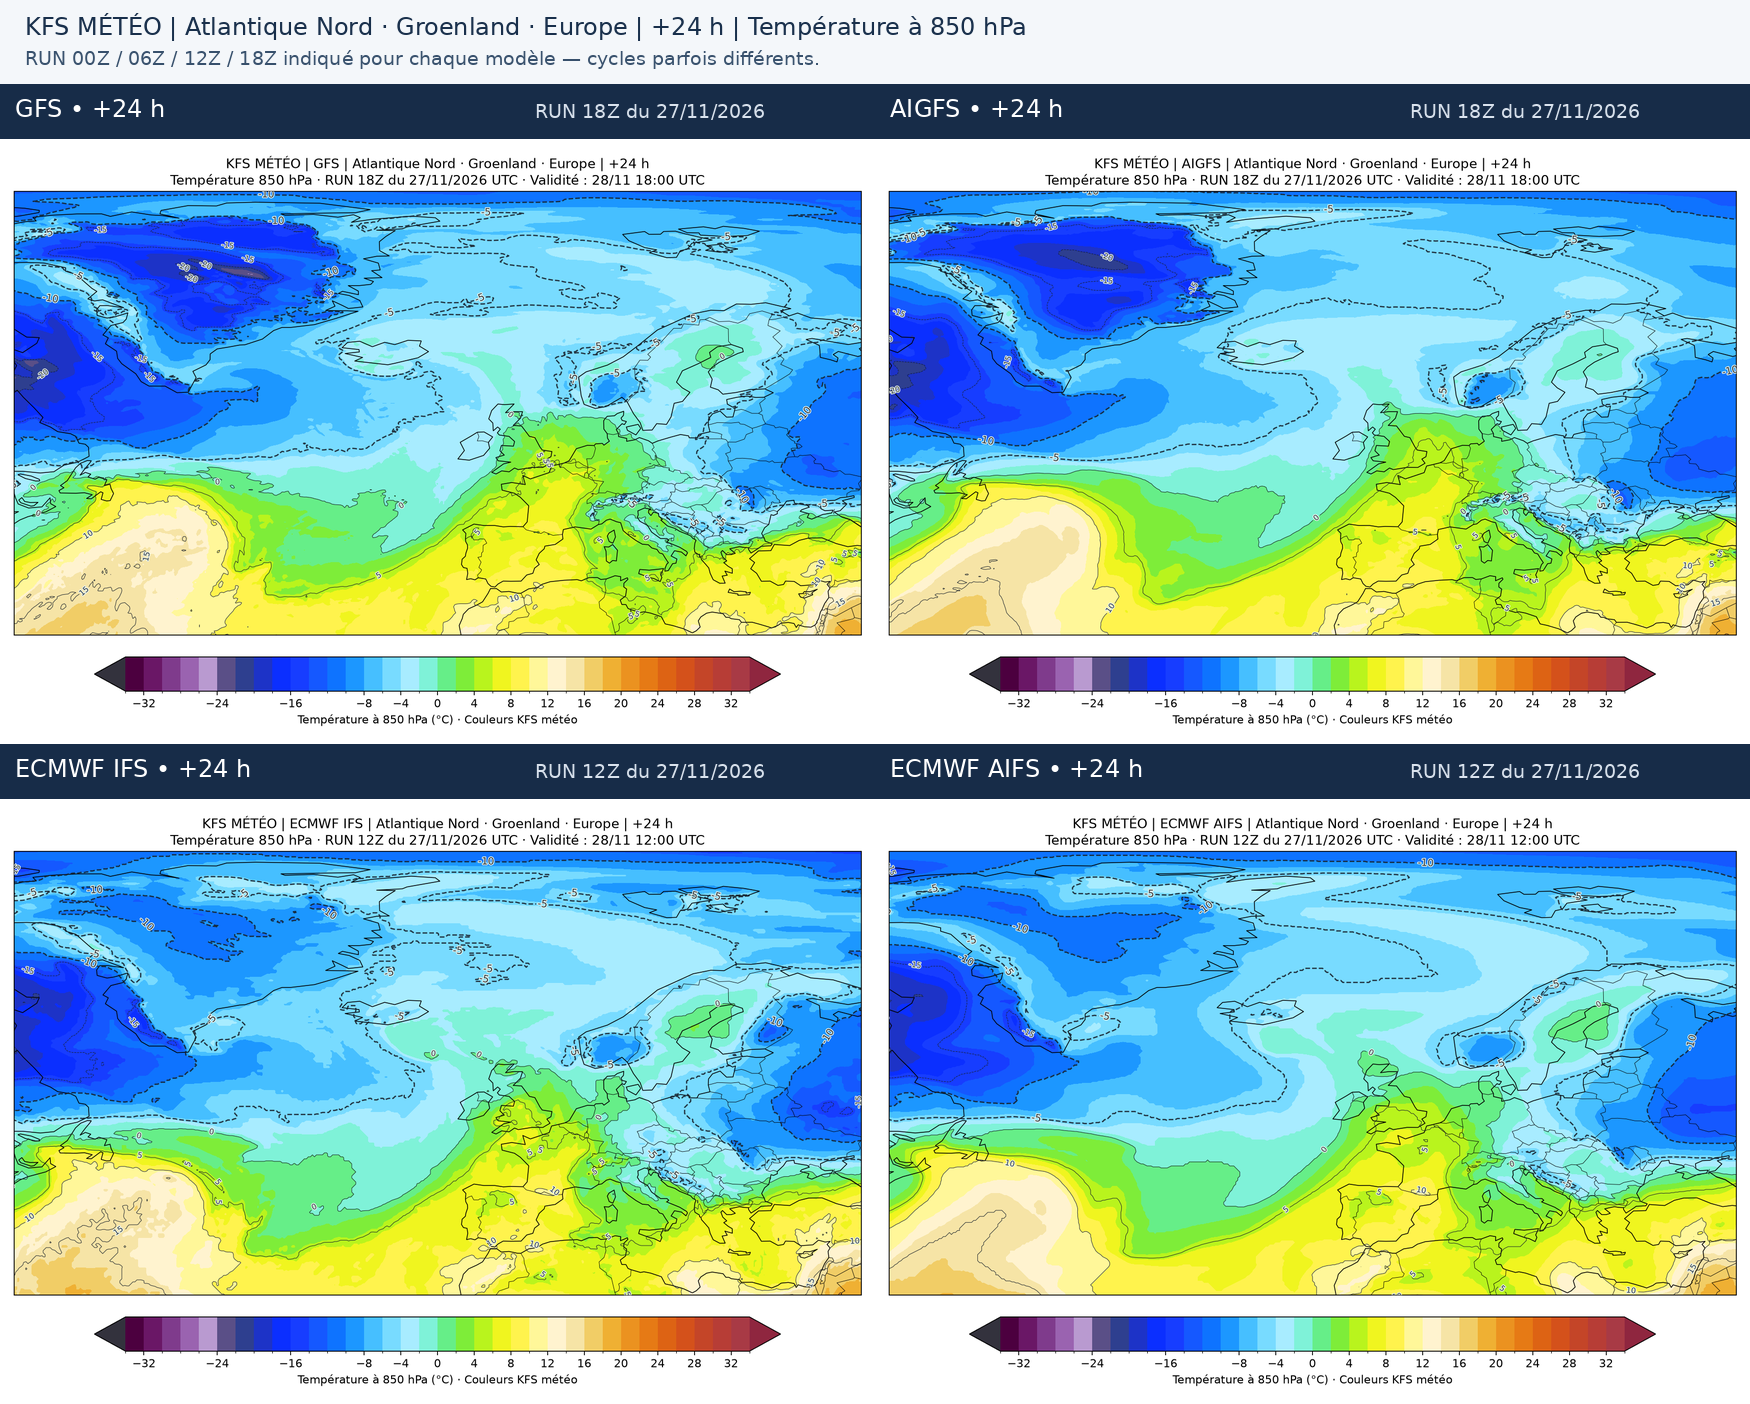 KFS MÉTÉO | Atlantique Nord · Groenland · Europe | +24 h | Température à 850 hPa
RUN 00Z / 06Z / 12Z / 18Z indiqué pour chaque modèle — cycles parfois différents.
GFS • +24 h
RUN 18Z du 27/11/2026
KFS MÉTÉO | GFS | Atlantique Nord · Groenland · Europe | +24 h
Température 850 hPa · RUN 18Z du 27/11/2026 UTC · Validité : 28/11 18:00 UTC
−32 −24 −16 −8 −4 0 4 8 12 16 20 24 28 32
Température à 850 hPa (°C) · Couleurs KFS météo
AIGFS • +24 h
RUN 18Z du 27/11/2026
KFS MÉTÉO | AIGFS | Atlantique Nord · Groenland · Europe | +24 h
Température 850 hPa · RUN 18Z du 27/11/2026 UTC · Validité : 28/11 18:00 UTC
−32 −24 −16 −8 −4 0 4 8 12 16 20 24 28 32
Température à 850 hPa (°C) · Couleurs KFS météo
ECMWF IFS • +24 h
RUN 12Z du 27/11/2026
KFS MÉTÉO | ECMWF IFS | Atlantique Nord · Groenland · Europe | +24 h
Température 850 hPa · RUN 12Z du 27/11/2026 UTC · Validité : 28/11 12:00 UTC
−32 −24 −16 −8 −4 0 4 8 12 16 20 24 28 32
Température à 850 hPa (°C) · Couleurs KFS météo
ECMWF AIFS • +24 h
RUN 12Z du 27/11/2026
KFS MÉTÉO | ECMWF AIFS | Atlantique Nord · Groenland · Europe | +24 h
Température 850 hPa · RUN 12Z du 27/11/2026 UTC · Validité : 28/11 12:00 UTC
−32 −24 −16 −8 −4 0 4 8 12 16 20 24 28 32
Température à 850 hPa (°C) · Couleurs KFS météo